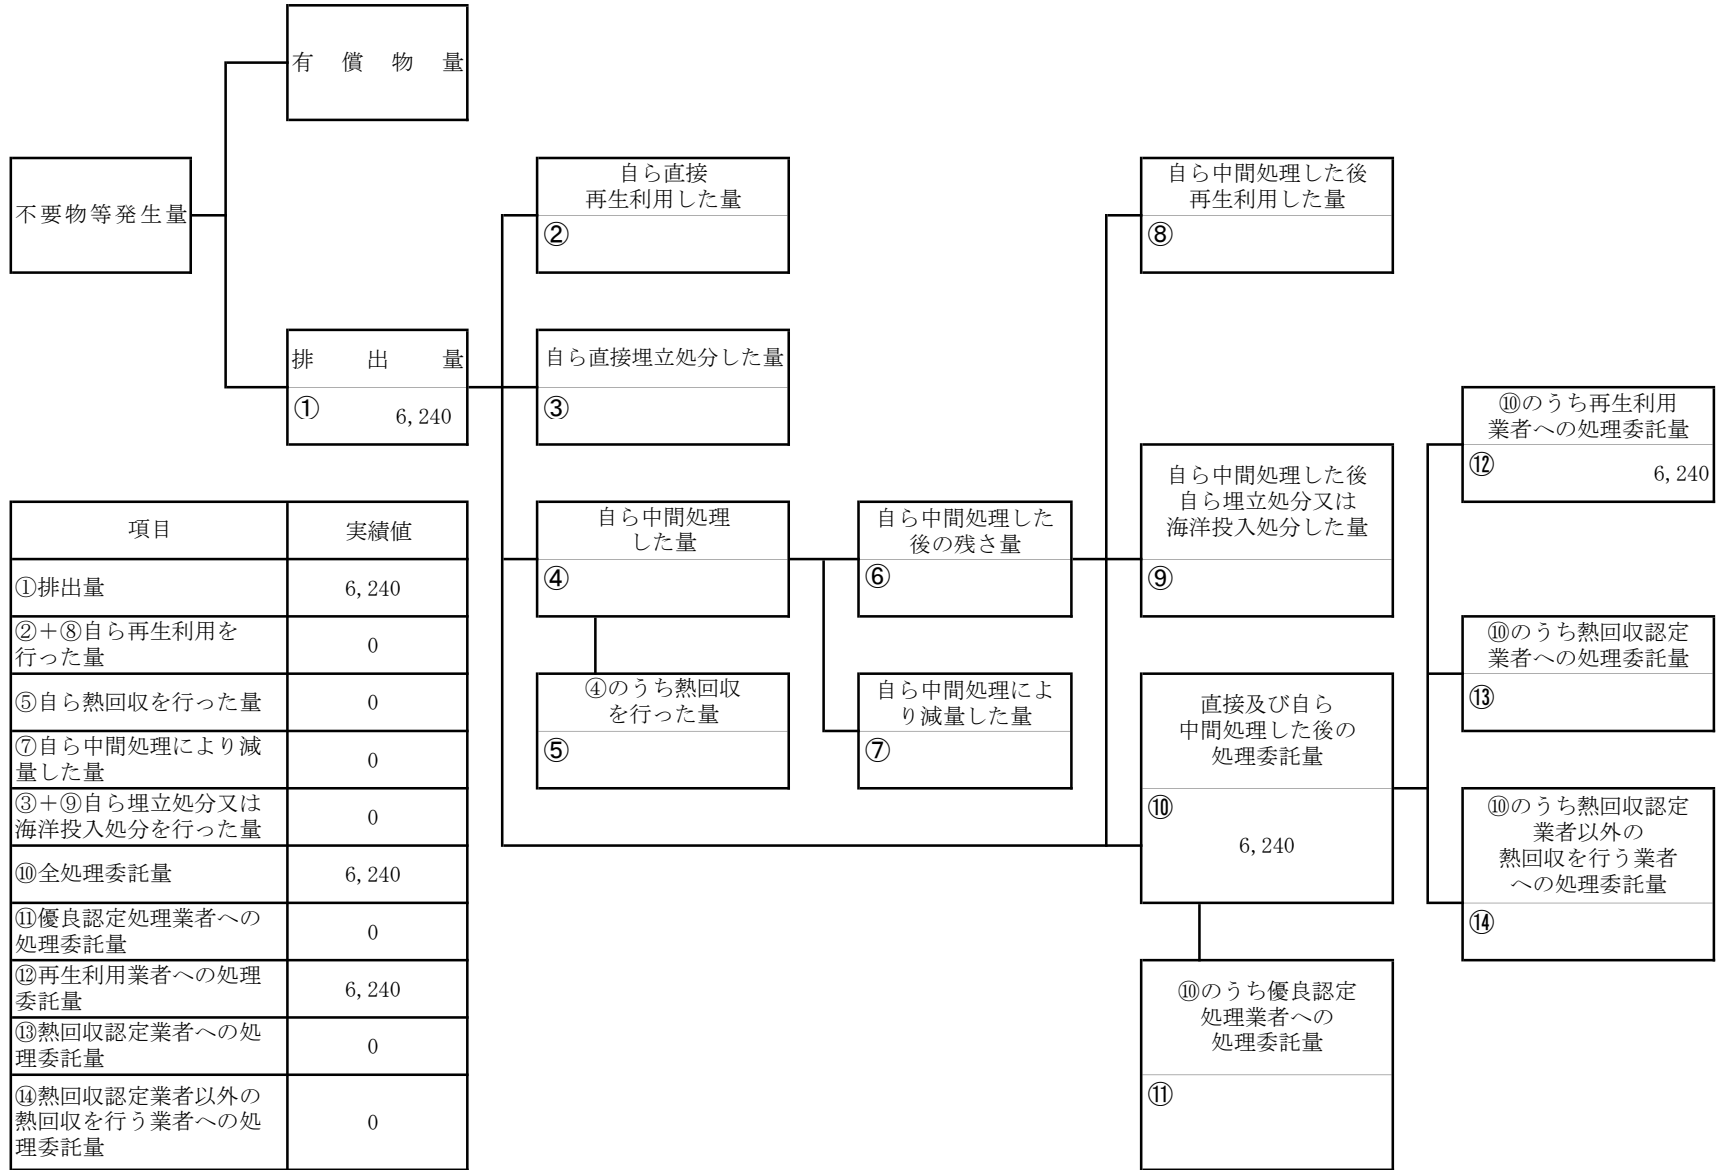 有償物量
不要物等発生量
排出量
①
6,240
自ら直接
再生利用した量
②
自ら直接埋立処分した量
③
自ら中間処理
した量
④
④のうち熱回収
を行った量
⑤
自ら中間処理した
後の残さ量
⑥
自ら中間処理によ
り減量した量
⑦
自ら中間処理した後
再生利用した量
⑧
自ら中間処理した後
自ら埋立処分又は
海洋投入処分した量
⑨
直接及び自ら
中間処理した後の
処理委託量
⑩
6,240
⑩のうち優良認定
処理業者への
処理委託量
⑪
⑩のうち再生利用
業者への処理委託量
⑫
6,240
⑩のうち熱回収認定
業者への処理委託量
⑬
⑩のうち熱回収認定
業者以外の
熱回収を行う業者
への処理委託量
⑭
項目 実績値
①排出量 6,240
②＋⑧自ら再生利用を
行った量 0
⑤自ら熱回収を行った量 0
⑦自ら中間処理により減
量した量 0
③＋⑨自ら埋立処分又は
海洋投入処分を行った量 0
⑩全処理委託量 6,240
⑪優良認定処理業者への
処理委託量 0
⑫再生利用業者への処理
委託量 6,240
⑬熱回収認定業者への処
理委託量 0
⑭熱回収認定業者以外の
熱回収を行う業者への処
理委託量 0